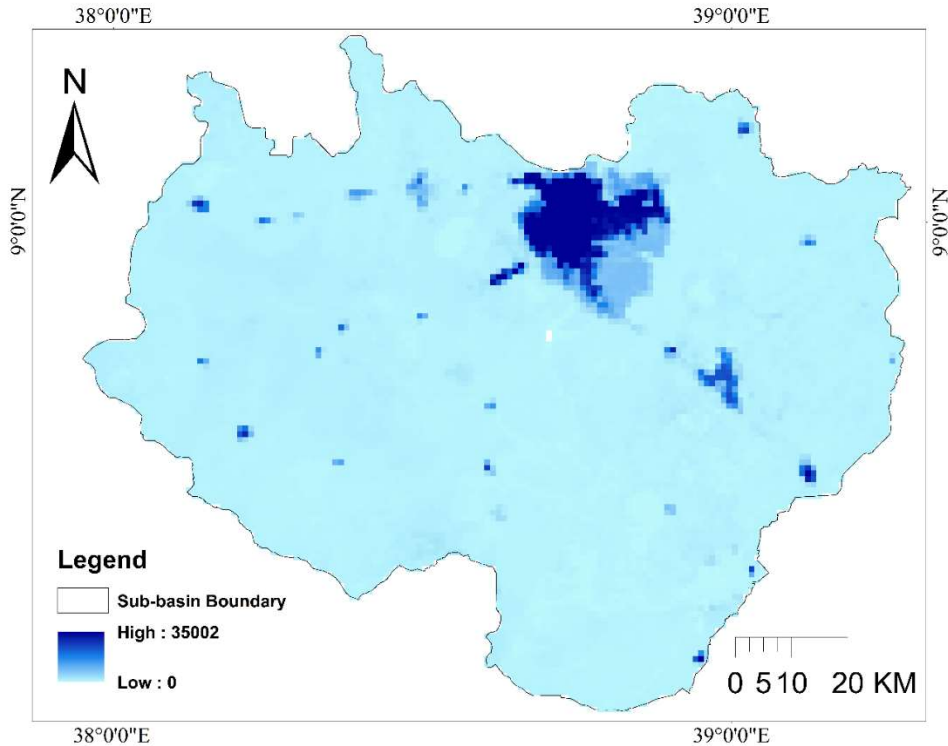 38°0'0"E 39°0'0"E
N
9°0'0"N 9°0'0"N
Legend
Sub-basin Boundary
High : 35002
Low : 0
0 5 10 20 KM
38°0'0"E 39°0'0"E